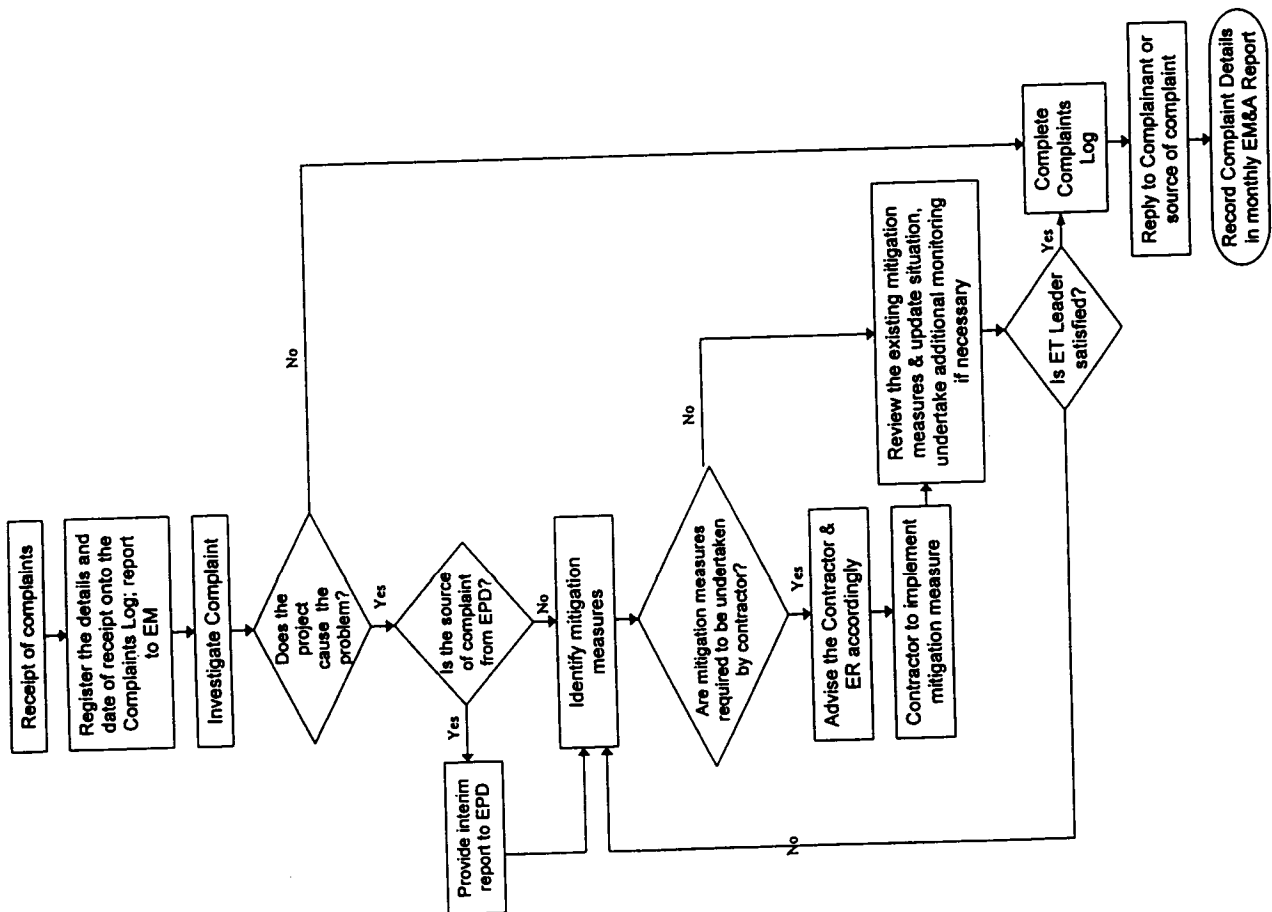 Receipt of complaints
Register the details and
date of receipt onto the
Complaints Log; report
to EM
Investigate Complaint
Does the
project
cause the
problem?
No
Yes
Is the source
of complaint
from EPD?
Yes
No
Provide interim
report to EPD
Identify mitigation
measures
Are mitigation measures
required to be undertaken
by contractor?
No
Yes
Advise the Contractor &
ER accordingly
Contractor to implement
mitigation measure
Review the existing mitigation
measures & update situation,
undertake additional monitoring
if necessary
Is ET Leader
satisfied?
No
Yes
Complete
Complaints
Log
Reply to Complainant or
source of complaint
Record Complaint Details
in monthly EM&A Report